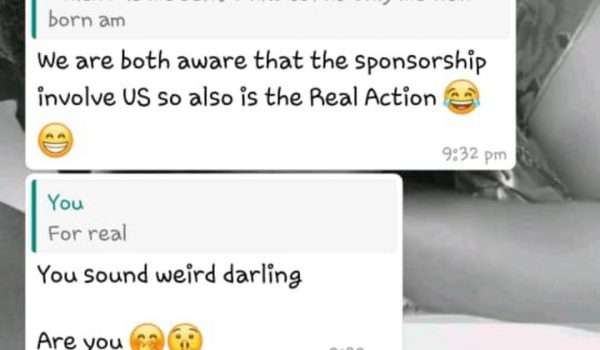 born am
We are both aware that the sponsorship
involve US so also is the Real Action 😂
😁
9:32 pm
You
For real
You sound weird darling
Are you 🤭😲